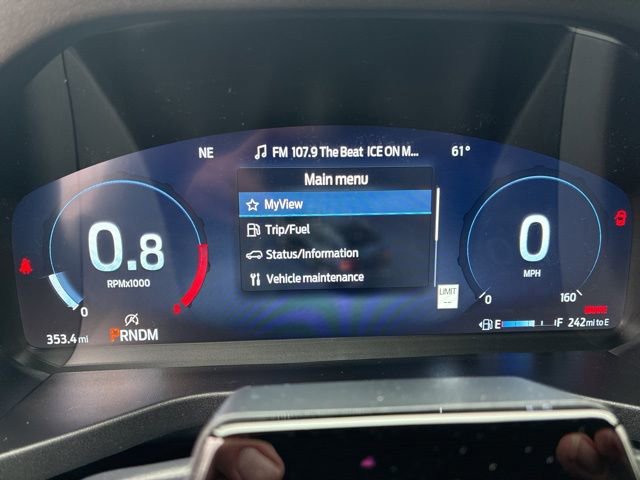 NE
FM 107.9 The Beat ICE ON M...
61°
Main menu
MyView
Trip/Fuel
Status/Information
Vehicle maintenance
0.8
RPMx1000
0
0
MPH
0
160
LIMIT
--
353.4 mi
PRNDM
E
F
242 mi to E